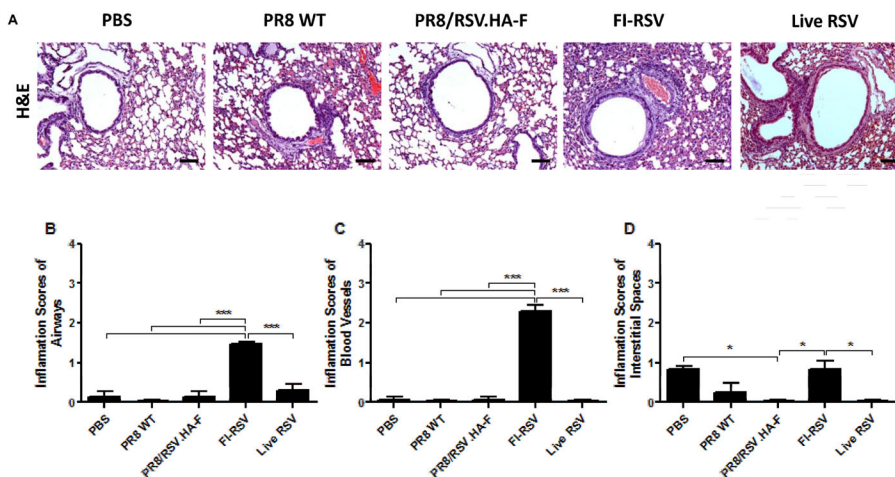 A
PBS PR8 WT PR8/RSV.HA-F FI-RSV Live RSV
H&E
B
Inflamation Scores of
Airways
4
3
2
1
0
***
***
PBS PR8 WT PR8/RSV.HA-F FI-RSV Live RSV
C
Inflamation Scores of
Blood Vessels
4
3
2
1
0
***
***
PBS PR8 WT PR8/RSV.HA-F FI-RSV Live RSV
D
Inflamation Scores of
Interstitial Spaces
4
3
2
1
0
* * *
PBS PR8 WT PR8/RSV.HA-F FI-RSV Live RSV